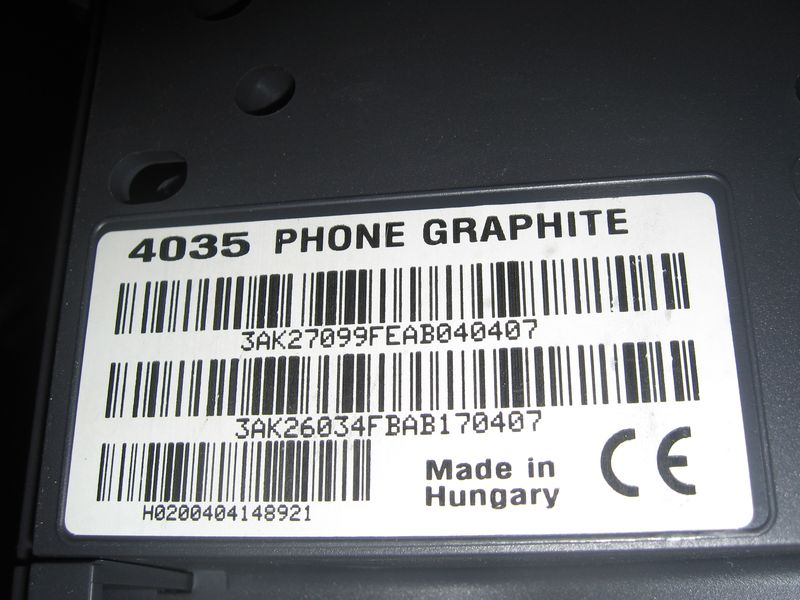 4035 PHONE GRAPHITE
3AK27099FEAB040407
3AK26034FBAB170407
H0200404148921
Made in
Hungary
CE